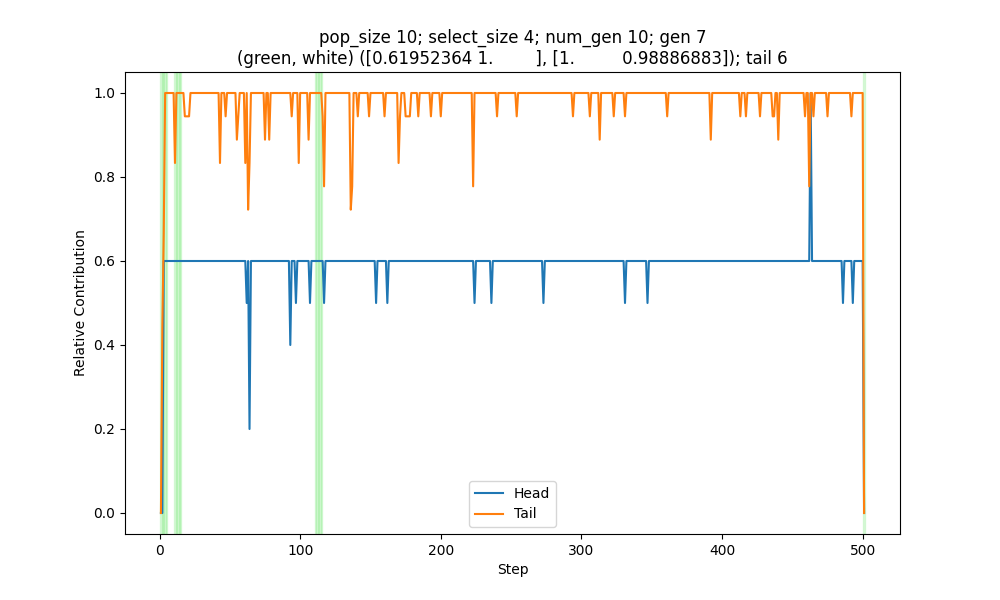 pop_size 10; select_size 4; num_gen 10; gen 7
(green, white) ([0.61952364 1. ], [1. 0.98886883]); tail 6
1.0
0.8
0.6
0.4
0.2
0.0
Relative Contribution
Head
Tail
0 100 200 300 400 500
Step